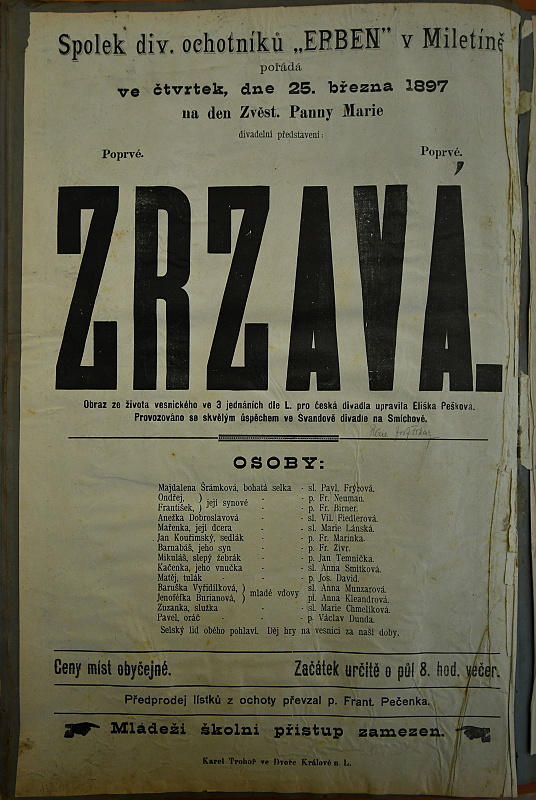 Spolek div. ochotníků „ERBEN” v Miletíně
pořádá
ve čtvrtek, dne 25. března 1897
na den Zvěst. Panny Marie
divadelní představení:
Poprvé. Poprvé.
ZRZAVÁ.
Obraz ze života vesnického ve 3 jednáních dle L. pro česká divadla upravila Eliška Pešková.
Provozováno se skvělým úspěchem ve Švandově divadle na Smíchově.
OSOBY:
Majdalena Šrámková, bohatá selka - sl. Pavl. Frýbová.
Ondřej, } její synové - p. Fr. Neuman.
František, - p. Fr. Birner.
Anežka Dobroslavová - sl. Vil. Fiedlerová.
Mařenka, její dcera - sl. Marie Lánská.
Jan Kouřimský, sedlák - p. Fr. Marinka.
Barnabáš, jeho syn - p. Fr. Živr.
Mikuláš, slepý žebrák - p. Jan Temnička.
Kačenka, jeho vnučka - sl. Anna Smitková.
Matěj, tulák - p. Jos. David.
Baruška Vyřidilková, } mladé vdovy sl. Anna Munzarová.
Jenoféfka Burianová, pí. Anna Kleandrová.
Zuzanka, služka - sl. Marie Chmelíková.
Pavel, oráč - p. Václav Dunda.
Selský lid obého pohlaví. Děj hry na vesnici za naší doby.
Ceny míst obyčejné. Začátek určitě o půl 8. hod. večer.
Předprodej lístků z ochoty převzal p. Frant. Pečenka.
Mládeži školní přístup zamezen.
Karel Trohoř ve Dvoře Králové n. L.